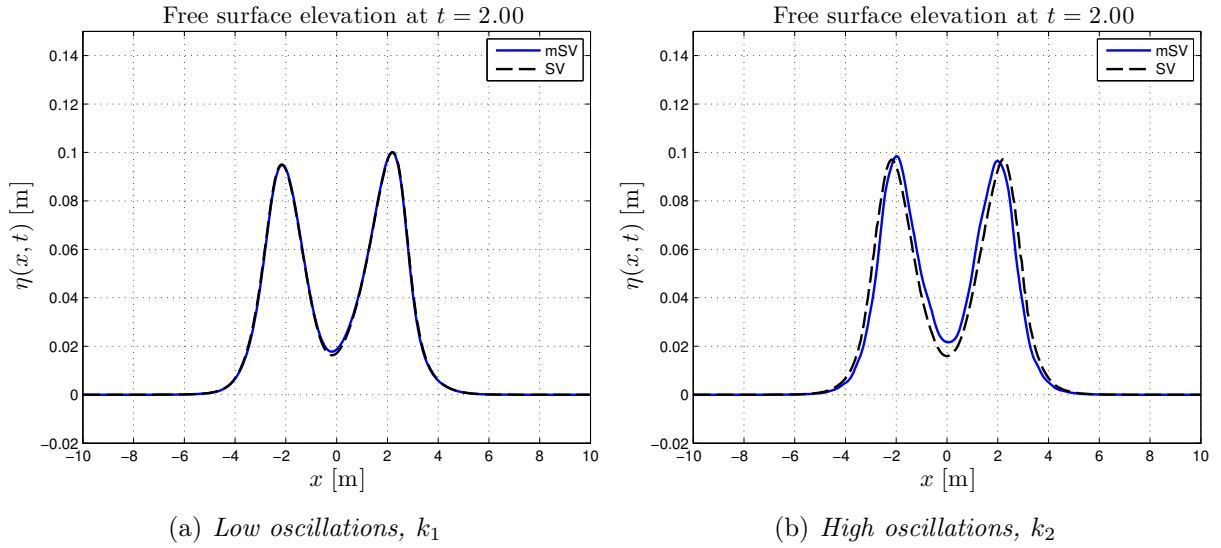 Free surface elevation at t = 2.00
0.14
0.12
0.1
0.08
0.06
0.04
0.02
0
−0.02
η(x, t) [m]
mSV
SV
−10 −8 −6 −4 −2 0 2 4 6 8 10
x [m]
(a) Low oscillations, k₁
Free surface elevation at t = 2.00
0.14
0.12
0.1
0.08
0.06
0.04
0.02
0
−0.02
η(x, t) [m]
mSV
SV
−10 −8 −6 −4 −2 0 2 4 6 8 10
x [m]
(b) High oscillations, k₂